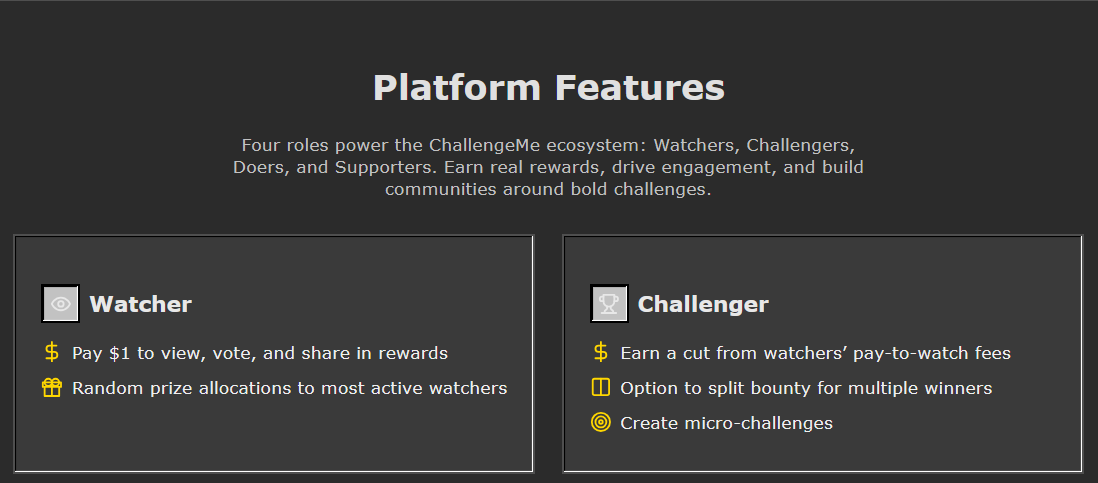 Platform Features
Four roles power the ChallengeMe ecosystem: Watchers, Challengers,
Doers, and Supporters. Earn real rewards, drive engagement, and build
communities around bold challenges.
Watcher
Pay $1 to view, vote, and share in rewards
Random prize allocations to most active watchers
Challenger
Earn a cut from watchers’ pay-to-watch fees
Option to split bounty for multiple winners
Create micro-challenges